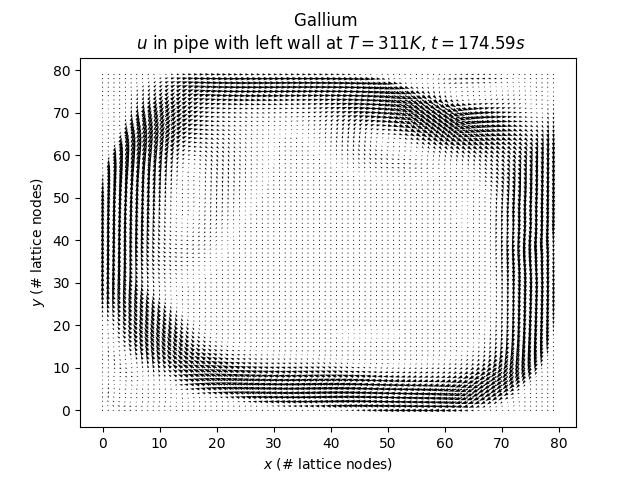 Gallium
u in pipe with left wall at T = 311K, t = 174.59s
80
70
60
50
40
30
20
10
0
y (# lattice nodes)
0 10 20 30 40 50 60 70 80
x (# lattice nodes)